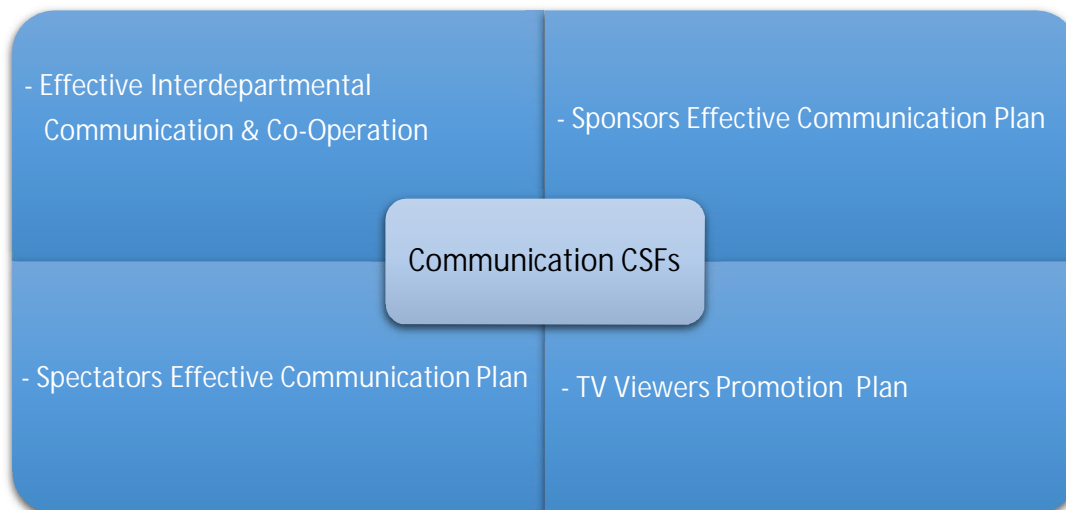 - Effective Interdepartmental
Communication & Co-Operation
- Sponsors Effective Communication Plan
Communication CSFs
- Spectators Effective Communication Plan
- TV Viewers Promotion Plan